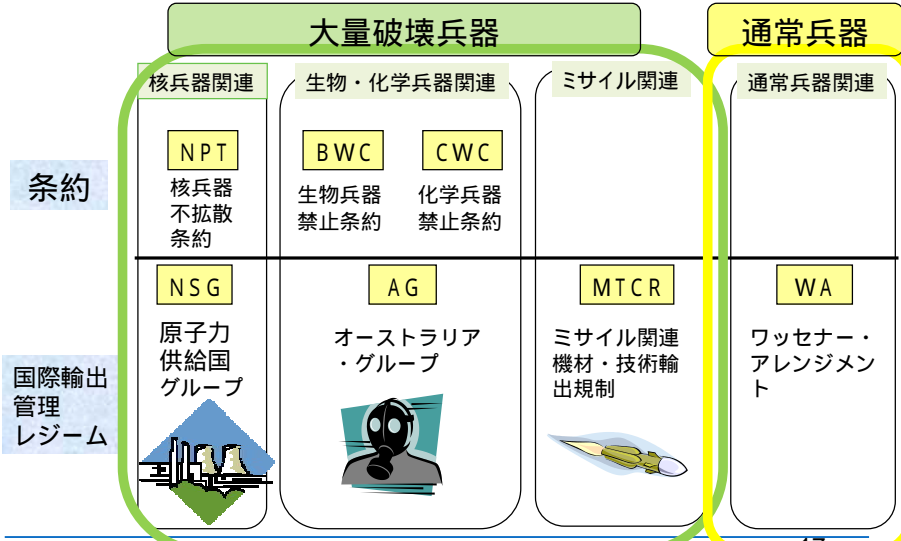 大量破壊兵器
通常兵器
核兵器関連
生物・化学兵器関連
ミサイル関連
通常兵器関連
条約
NPT
核兵器
不拡散
条約
BWC
生物兵器
禁止条約
CWC
化学兵器
禁止条約
国際輸出
管理
レジーム
NSG
原子力
供給国
グループ
AG
オーストラリア
・グループ
MTCR
ミサイル関連
機材・技術輸
出規制
WA
ワッセナー・
アレンジメン
ト